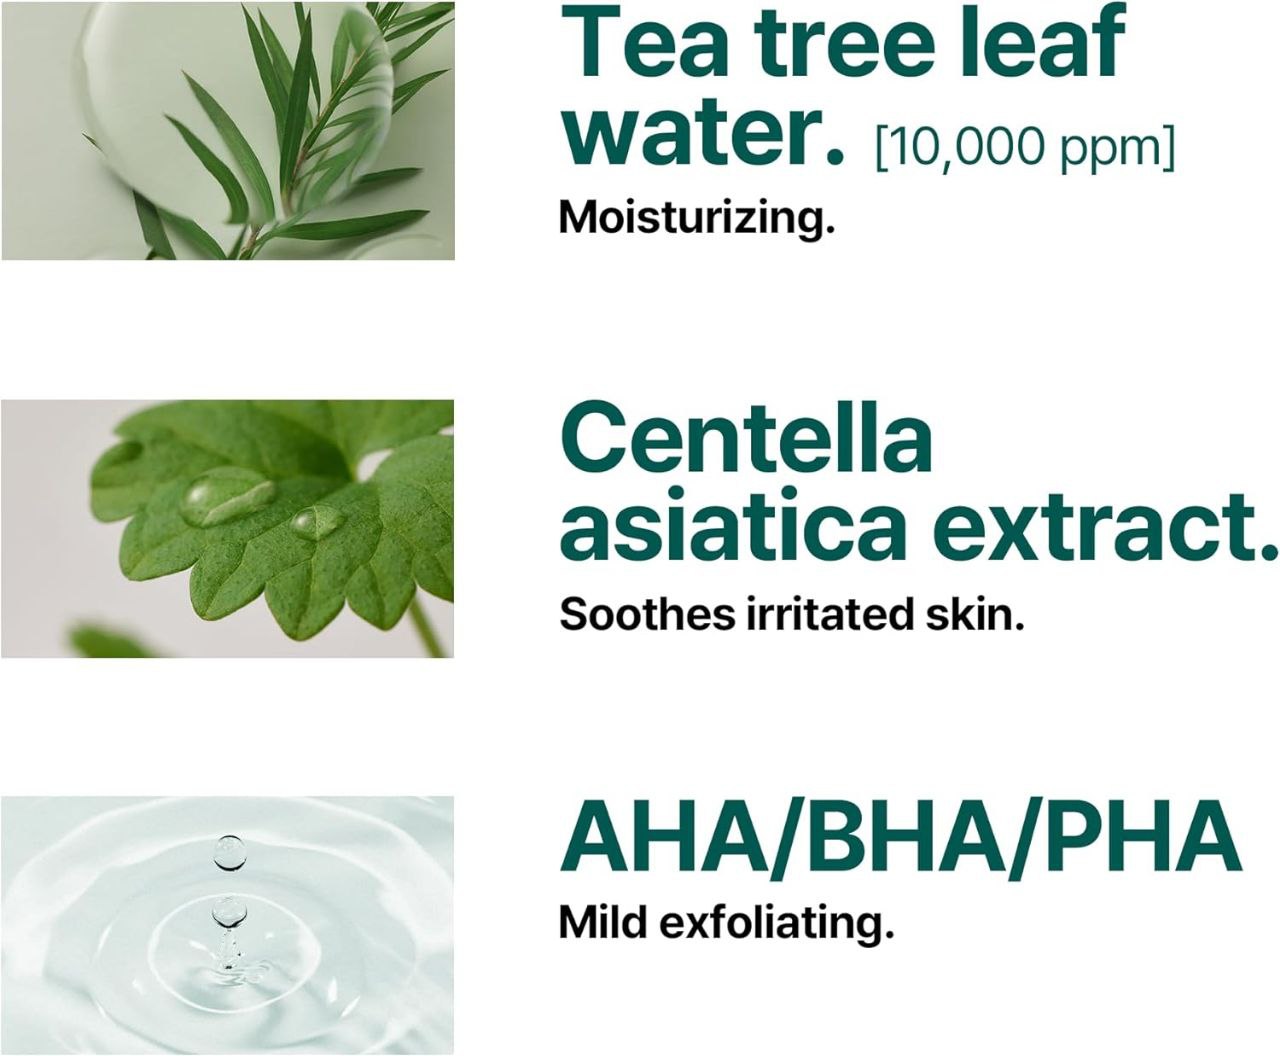 Tea tree leaf
water. [10,000 ppm]
Moisturizing.
Centella
asiatica extract.
Soothes irritated skin.
AHA/BHA/PHA
Mild exfoliating.